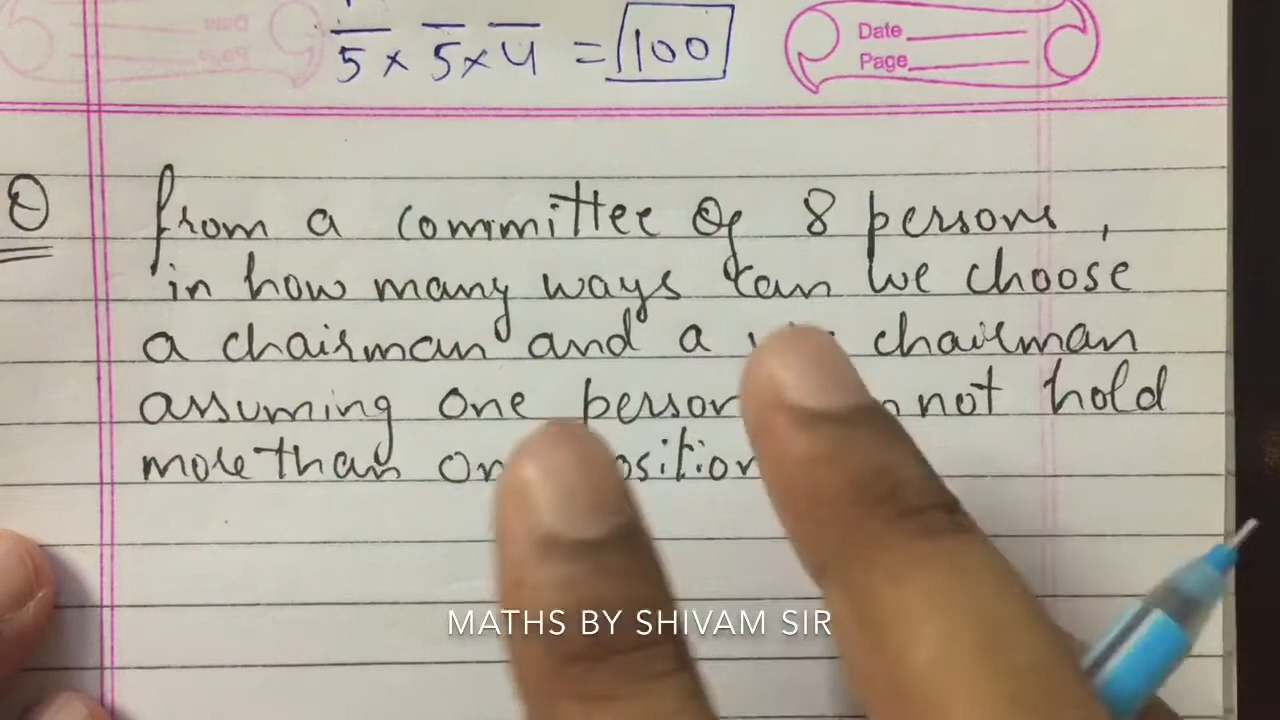 5 x 5 x 4 = 100
Date
Page
Q from a committee of 8 persons,
in how many ways can we choose
a chairman and a chairman
assuming one person not hold
more than position
MATHS BY SHIVAM SIR